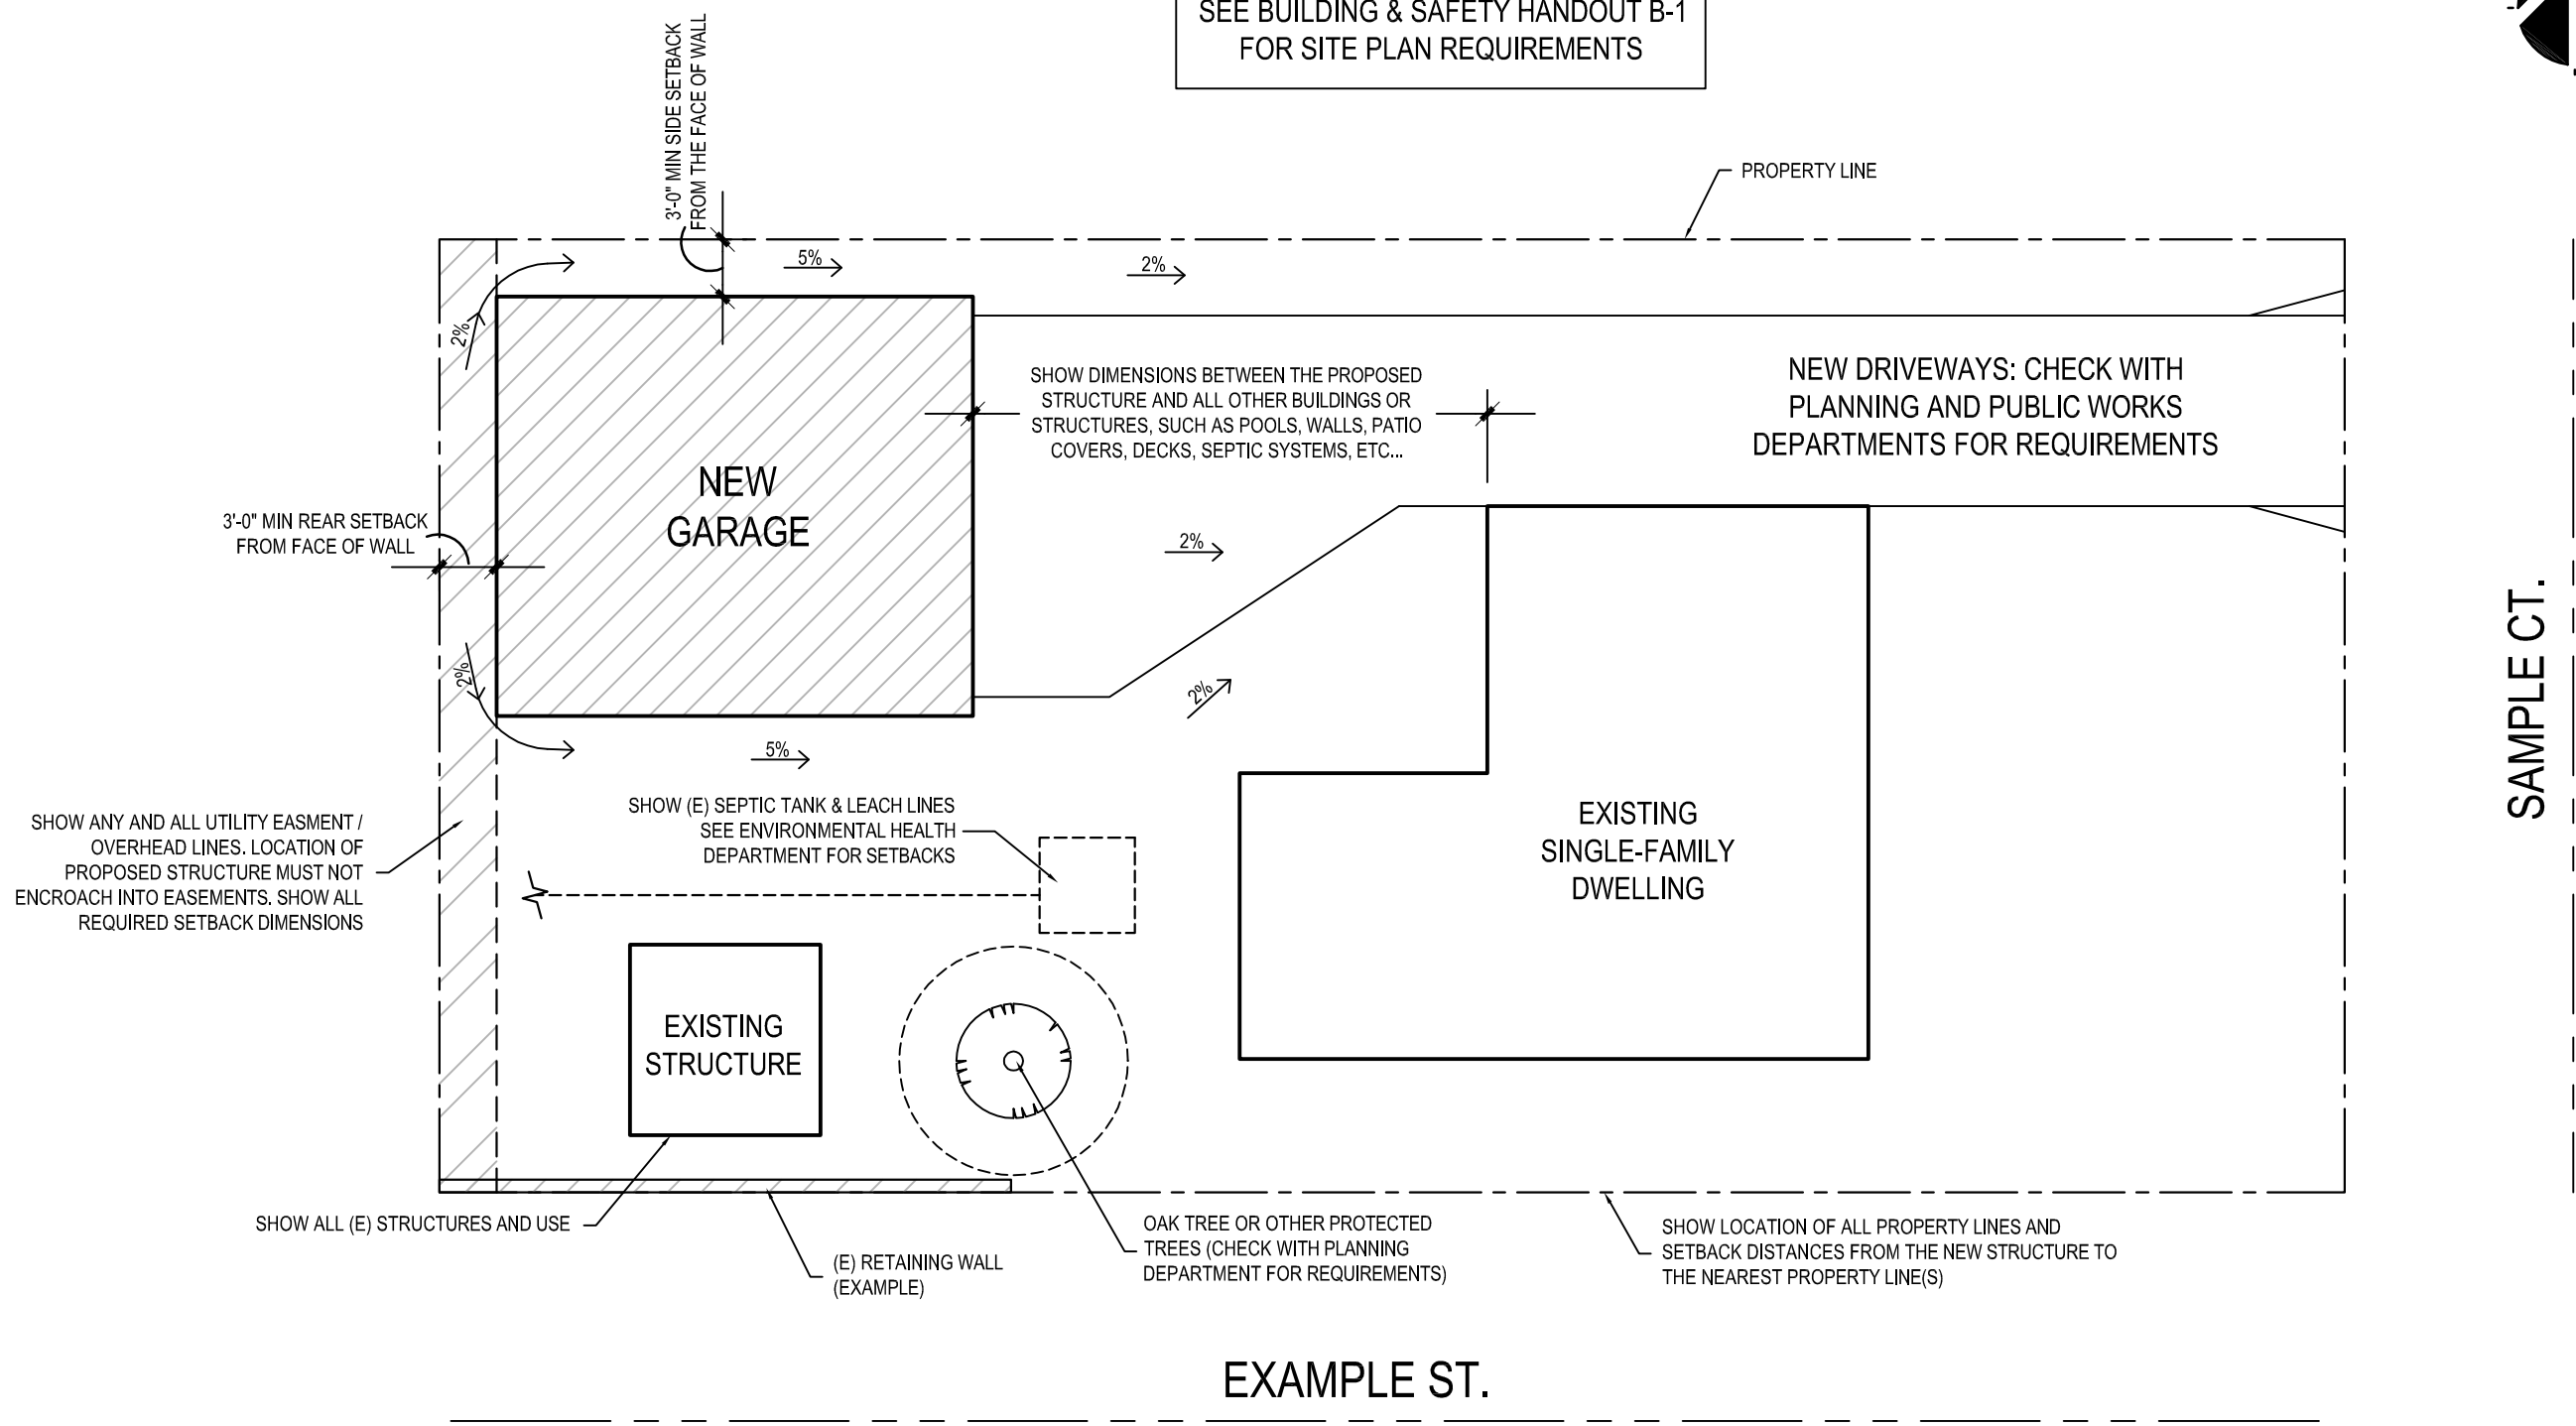 SEE BUILDING & SAFETY HANDOUT B-1
FOR SITE PLAN REQUIREMENTS
3'-0" MIN SIDE SETBACK
FROM THE FACE OF WALL
PROPERTY LINE
5%
2%
2%
SHOW DIMENSIONS BETWEEN THE PROPOSED
STRUCTURE AND ALL OTHER BUILDINGS OR
STRUCTURES, SUCH AS POOLS, WALLS, PATIO
COVERS, DECKS, SEPTIC SYSTEMS, ETC...
NEW DRIVEWAYS: CHECK WITH
PLANNING AND PUBLIC WORKS
DEPARTMENTS FOR REQUIREMENTS
NEW
GARAGE
3'-0" MIN REAR SETBACK
FROM FACE OF WALL
2%
2%
2%
5%
SAMPLE CT.
SHOW ANY AND ALL UTILITY EASMENT /
OVERHEAD LINES. LOCATION OF
PROPOSED STRUCTURE MUST NOT
ENCROACH INTO EASEMENTS. SHOW ALL
REQUIRED SETBACK DIMENSIONS
SHOW (E) SEPTIC TANK & LEACH LINES
SEE ENVIRONMENTAL HEALTH
DEPARTMENT FOR SETBACKS
EXISTING
SINGLE-FAMILY
DWELLING
EXISTING
STRUCTURE
SHOW ALL (E) STRUCTURES AND USE
(E) RETAINING WALL
(EXAMPLE)
OAK TREE OR OTHER PROTECTED
TREES (CHECK WITH PLANNING
DEPARTMENT FOR REQUIREMENTS)
SHOW LOCATION OF ALL PROPERTY LINES AND
SETBACK DISTANCES FROM THE NEW STRUCTURE TO
THE NEAREST PROPERTY LINE(S)
EXAMPLE ST.